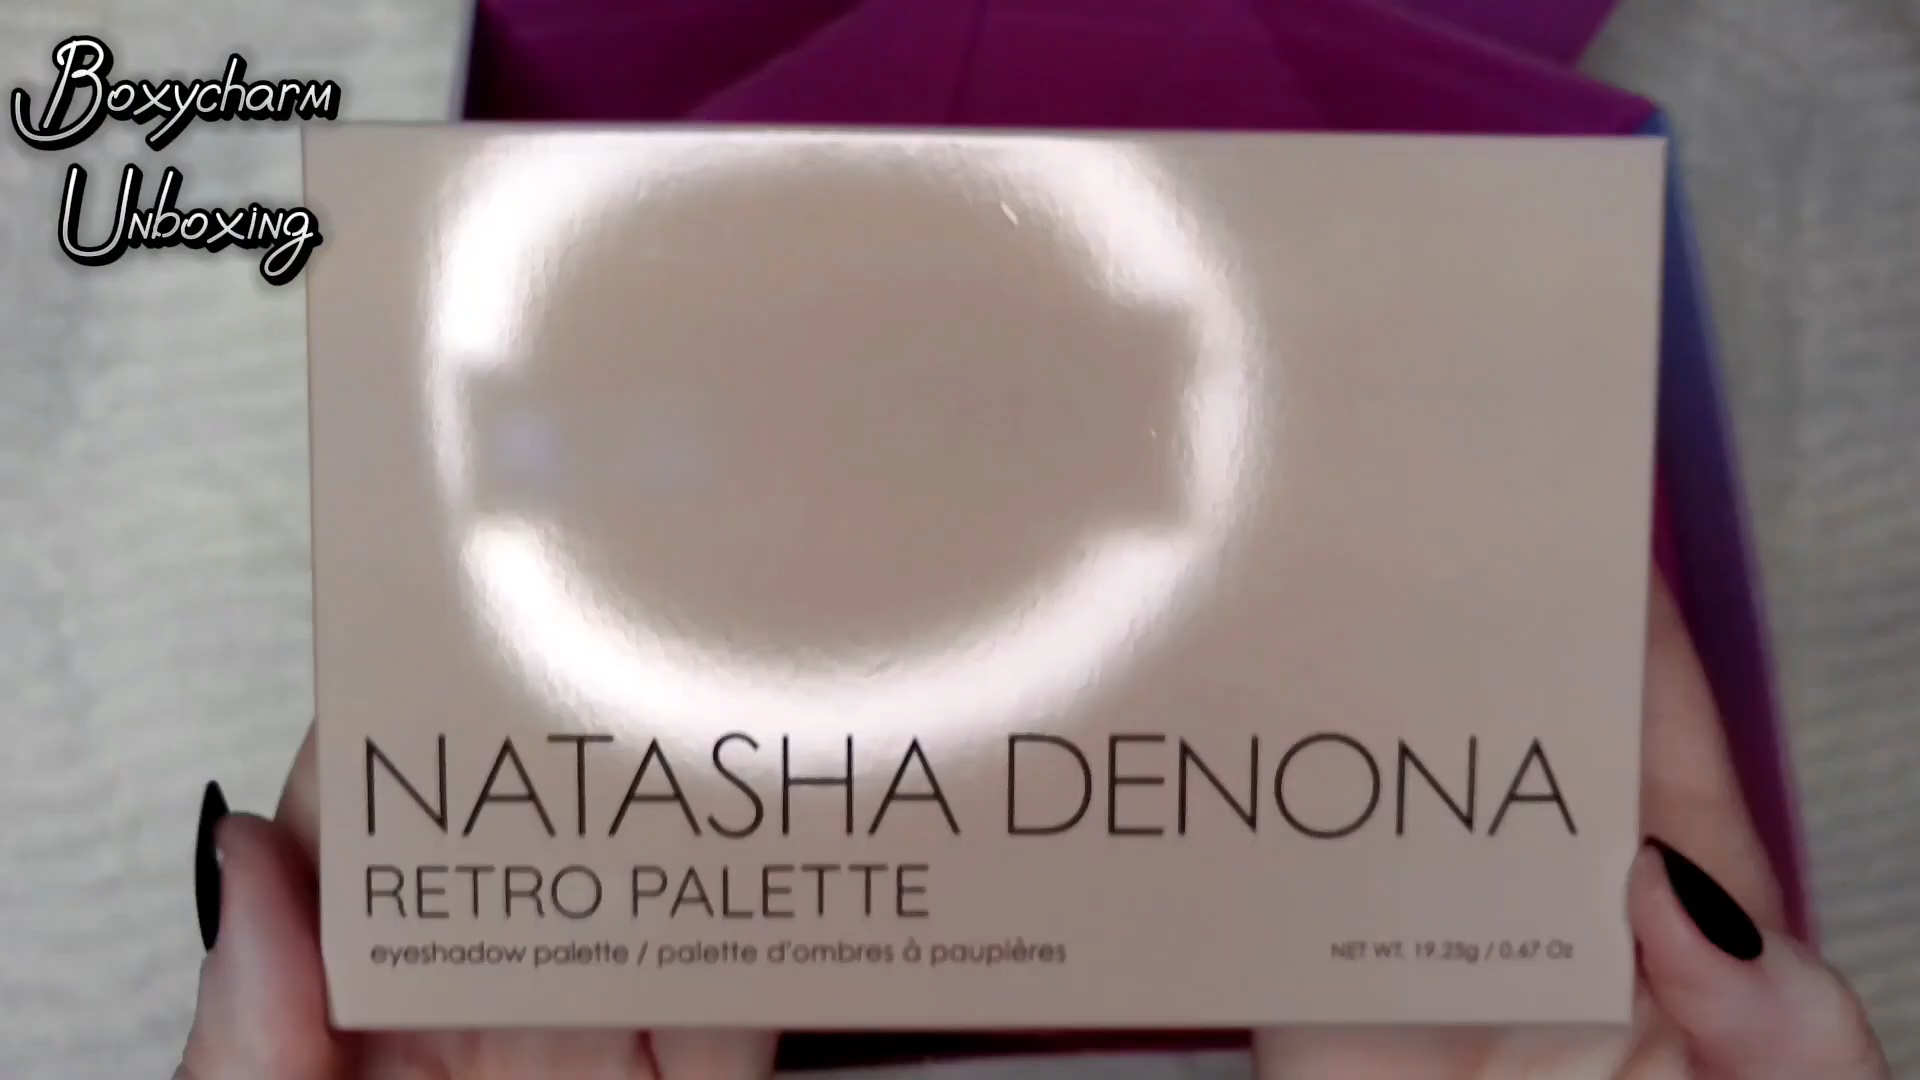 Boxycharm
Unboxing
NATASHA DENONA
RETRO PALETTE
eyeshadow palette / palette d'ombres à paupières
NET WT. 19.25g / 0.67 Oz